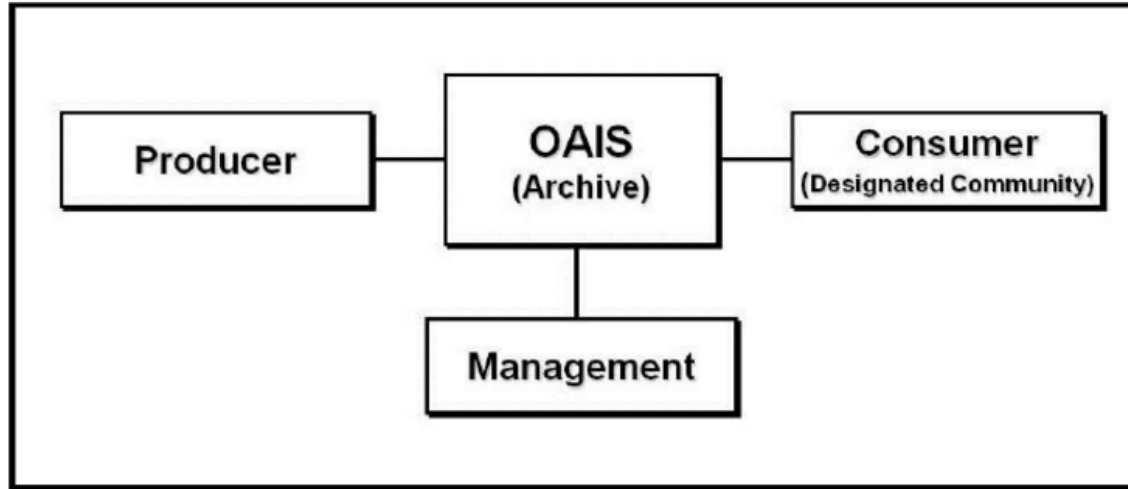 Producer
OAIS
(Archive)
Consumer
(Designated Community)
Management